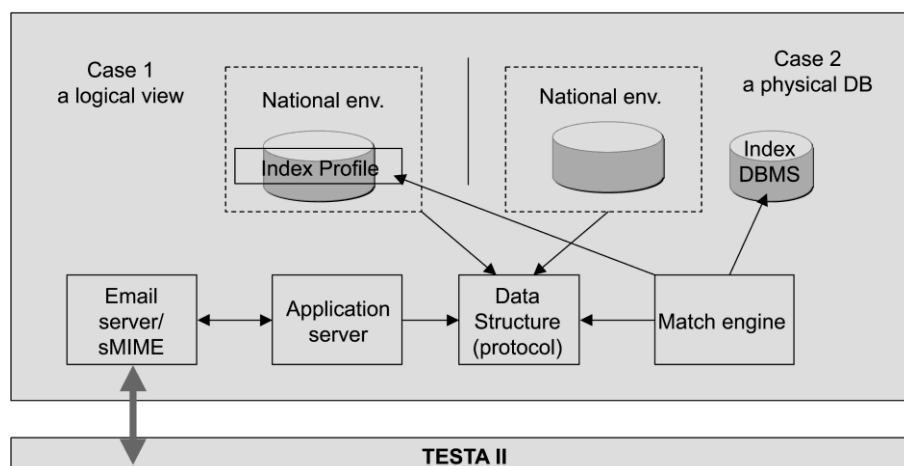 Case 1
a logical view
National env.
Index Profile
National env.
Case 2
a physical DB
Index
DBMS
Email
server/
sMIME
Application
server
Data
Structure
(protocol)
Match engine
TESTA II